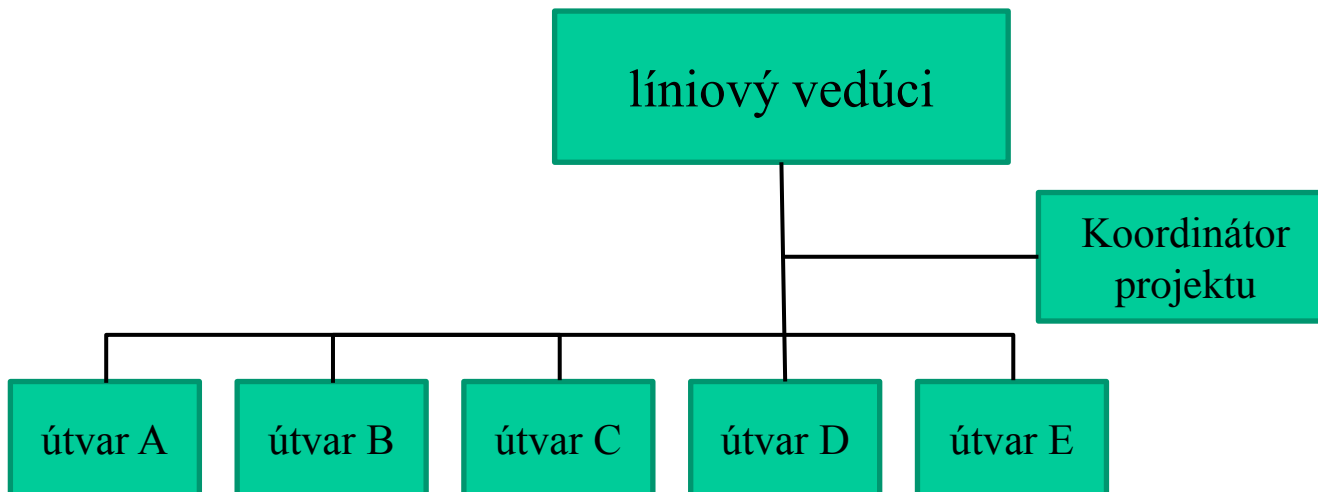 líniový vedúci
Koordinátor
projektu
útvar A
útvar B
útvar C
útvar D
útvar E